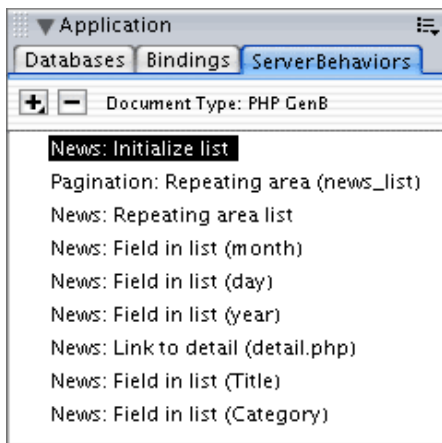 Application
Databases Bindings ServerBehaviors
Document Type: PHP GenB
News: Initialize list
Pagination: Repeating area (news_list)
News: Repeating area list
News: Field in list (month)
News: Field in list (day)
News: Field in list (year)
News: Link to detail (detail.php)
News: Field in list (Title)
News: Field in list (Category)